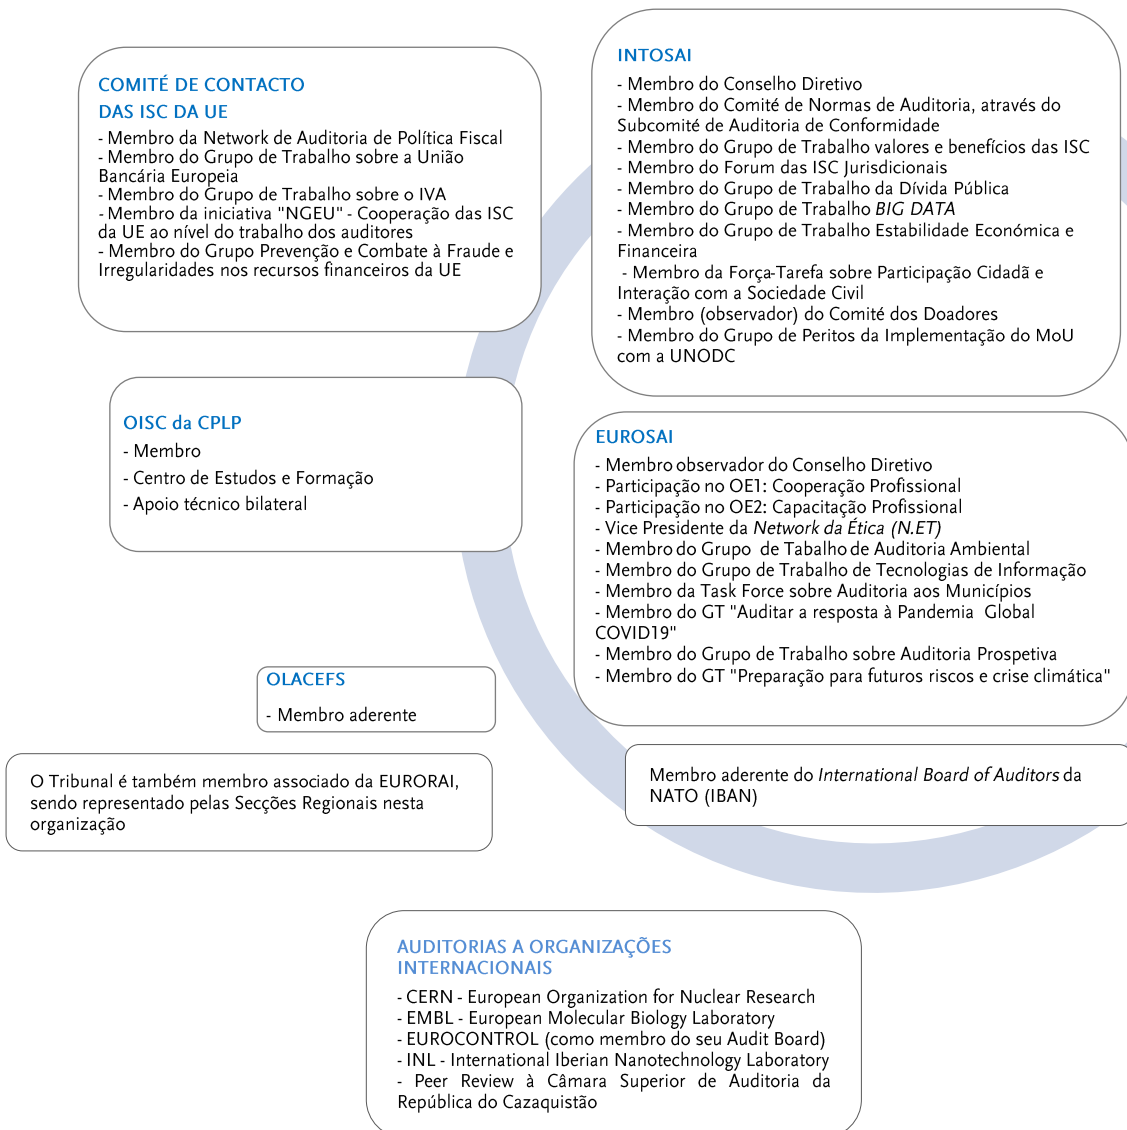 COMITÉ DE CONTACTO
DAS ISC DA UE
- Membro da Network de Auditoria de Política Fiscal
- Membro do Grupo de Trabalho sobre a União
Bancária Europeia
- Membro do Grupo de Trabalho sobre o IVA
- Membro da iniciativa "NGEU" - Cooperação das ISC
da UE ao nível do trabalho dos auditores
- Membro do Grupo Prevenção e Combate à Fraude e
Irregularidades nos recursos financeiros da UE
INTOSAI
- Membro do Conselho Diretivo
- Membro do Comité de Normas de Auditoria, através do
Subcomité de Auditoria de Conformidade
- Membro do Grupo de Trabalho valores e benefícios das ISC
- Membro do Forum das ISC Jurisdicionais
- Membro do Grupo de Trabalho da Dívida Pública
- Membro do Grupo de Trabalho BIG DATA
- Membro do Grupo de Trabalho Estabilidade Económica e
Financeira
- Membro da Força-Tarefa sobre Participação Cidadã e
Interação com a Sociedade Civil
- Membro (observador) do Comité dos Doadores
- Membro do Grupo de Peritos da Implementação do MoU
com a UNODC
OISC da CPLP
- Membro
- Centro de Estudos e Formação
- Apoio técnico bilateral
EUROSAI
- Membro observador do Conselho Diretivo
- Participação no OE1: Cooperação Profissional
- Participação no OE2: Capacitação Profissional
- Vice Presidente da Network da Ética (N.ET)
- Membro do Grupo de Tabalho de Auditoria Ambiental
- Membro do Grupo de Trabalho de Tecnologias de Informação
- Membro da Task Force sobre Auditoria aos Municípios
- Membro do GT "Auditar a resposta à Pandemia Global
COVID19"
- Membro do Grupo de Trabalho sobre Auditoria Prospetiva
- Membro do GT "Preparação para futuros riscos e crise climática"
OLACEFS
- Membro aderente
O Tribunal é também membro associado da EURORAI,
sendo representado pelas Secções Regionais nesta
organização
Membro aderente do International Board of Auditors da
NATO (IBAN)
AUDITORIAS A ORGANIZAÇÕES
INTERNACIONAIS
- CERN - European Organization for Nuclear Research
- EMBL - European Molecular Biology Laboratory
- EUROCONTROL (como membro do seu Audit Board)
- INL - International Iberian Nanotechnology Laboratory
- Peer Review à Câmara Superior de Auditoria da
República do Cazaquistão